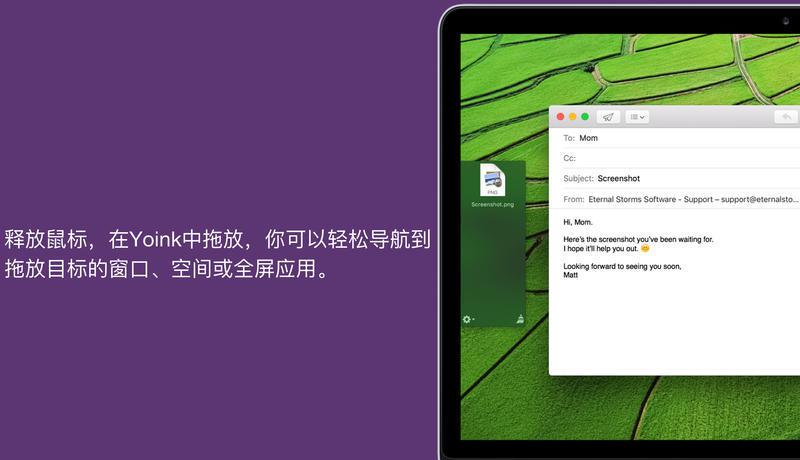 释放鼠标，在Yoink中拖放，你可以轻松导航到
拖放目标的窗口、空间或全屏应用。
PNG
Screenshot.png
To: Mom
Cc:
Subject: Screenshot
From: Eternal Storms Software - Support – support@eternalsto...
Hi, Mom.
Here's the screenshot you've been waiting for.
I hope it'll help you out. 😊
Looking forward to seeing you soon,
Matt